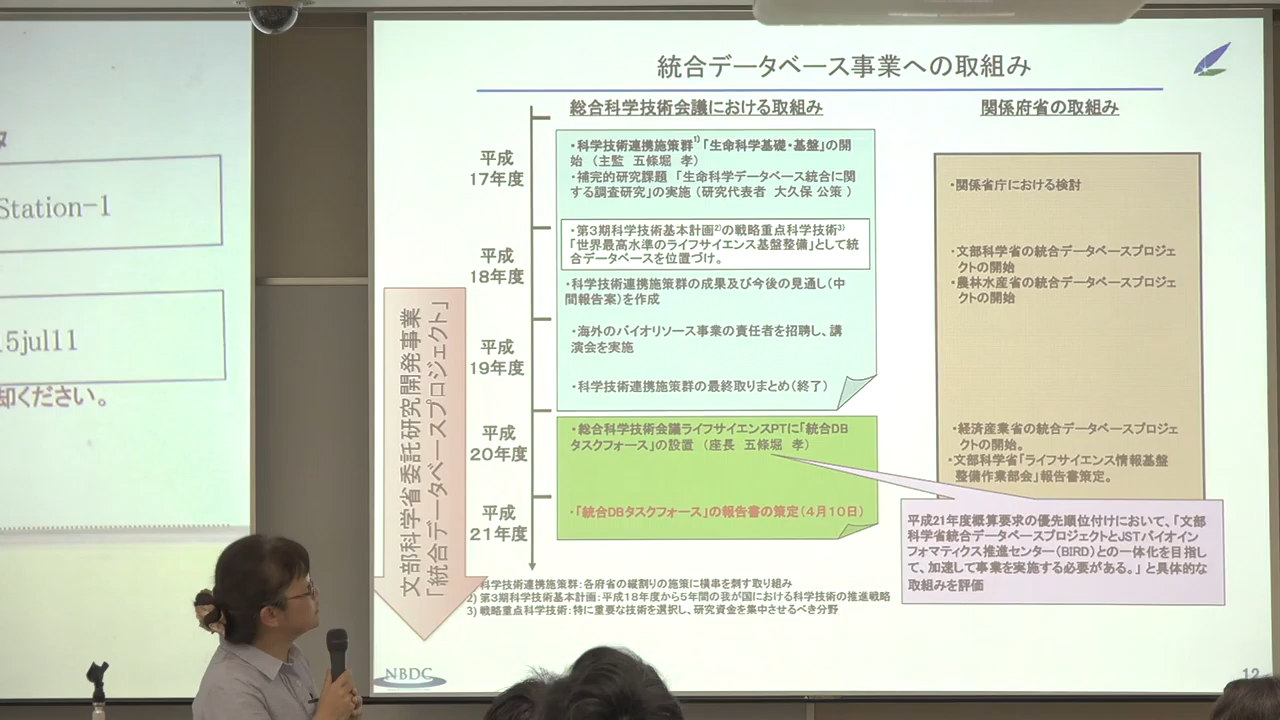 Station-1
5jul11
却ください。
統合データベース事業への取組み
総合科学技術会議における取組み
関係府省の取組み
平成
17年度
・科学技術連携施策群1)「生命科学基礎・基盤」の開
始 (主監 五條堀 孝)
・補完的研究課題 「生命科学データベース統合に関
する調査研究」の実施 (研究代表者 大久保 公策 )
平成
18年度
・第3期科学技術基本計画2)の戦略重点科学技術3)
「世界最高水準のライフサイエンス基盤整備」として統
合データベースを位置づけ。
・科学技術連携施策群の成果及び今後の見通し(中
間報告案)を作成
平成
19年度
・海外のバイオリソース事業の責任者を招聘し、講
演会を実施
・科学技術連携施策群の最終取りまとめ(終了)
平成
20年度
・総合科学技術会議ライフサイエンスPTに「統合DB
タスクフォース」の設置 (座長 五條堀 孝)
平成
21年度
・「統合DBタスクフォース」の報告書の策定(4月10日)
・関係省庁における検討
・文部科学省の統合データベースプロジェ
クトの開始
・農林水産省の統合データベースプロジェ
クトの開始
・経済産業省の統合データベースプロジェ
クトの開始。
・文部科学省「ライフサイエンス情報基盤
整備作業部会」報告書策定。
平成21年度概算要求の優先順位付けにおいて、「文部
科学省統合データベースプロジェクトとJSTバイオイン
フォマティクス推進センター(BIRD)との一体化を目指し
て、加速して事業を実施する必要がある。」と具体的な
取組みを評価
文部科学省委託研究開発事業
「統合データベースプロジェクト」
科学技術連携施策群:各府省の縦割りの施策に横串を刺す取り組み
2) 第3期科学技術基本計画:平成18年度から5年間の我が国における科学技術の推進戦略
3) 戦略重点科学技術:特に重要な技術を選択し、研究資金を集中させるべき分野
NBDC
12